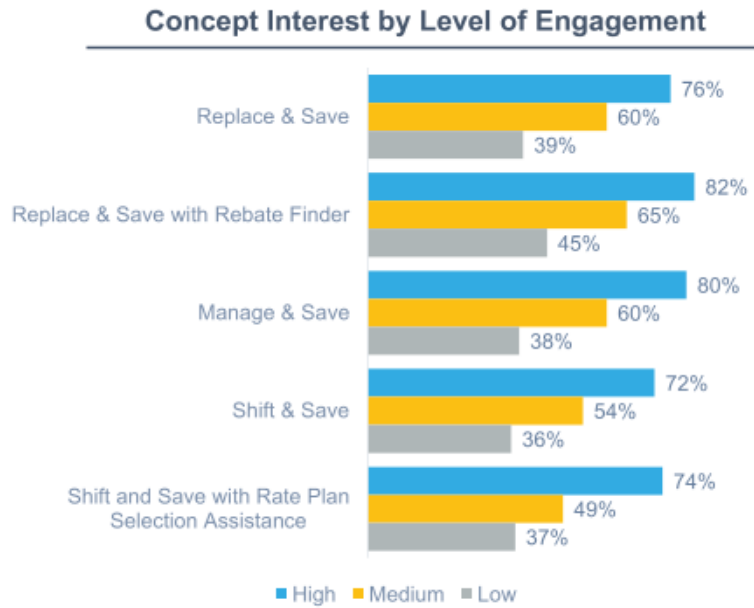 Concept Interest by Level of Engagement
Replace & Save
76%
60%
39%
Replace & Save with Rebate Finder
82%
65%
45%
Manage & Save
80%
60%
38%
Shift & Save
72%
54%
36%
Shift and Save with Rate Plan
Selection Assistance
74%
49%
37%
High Medium Low